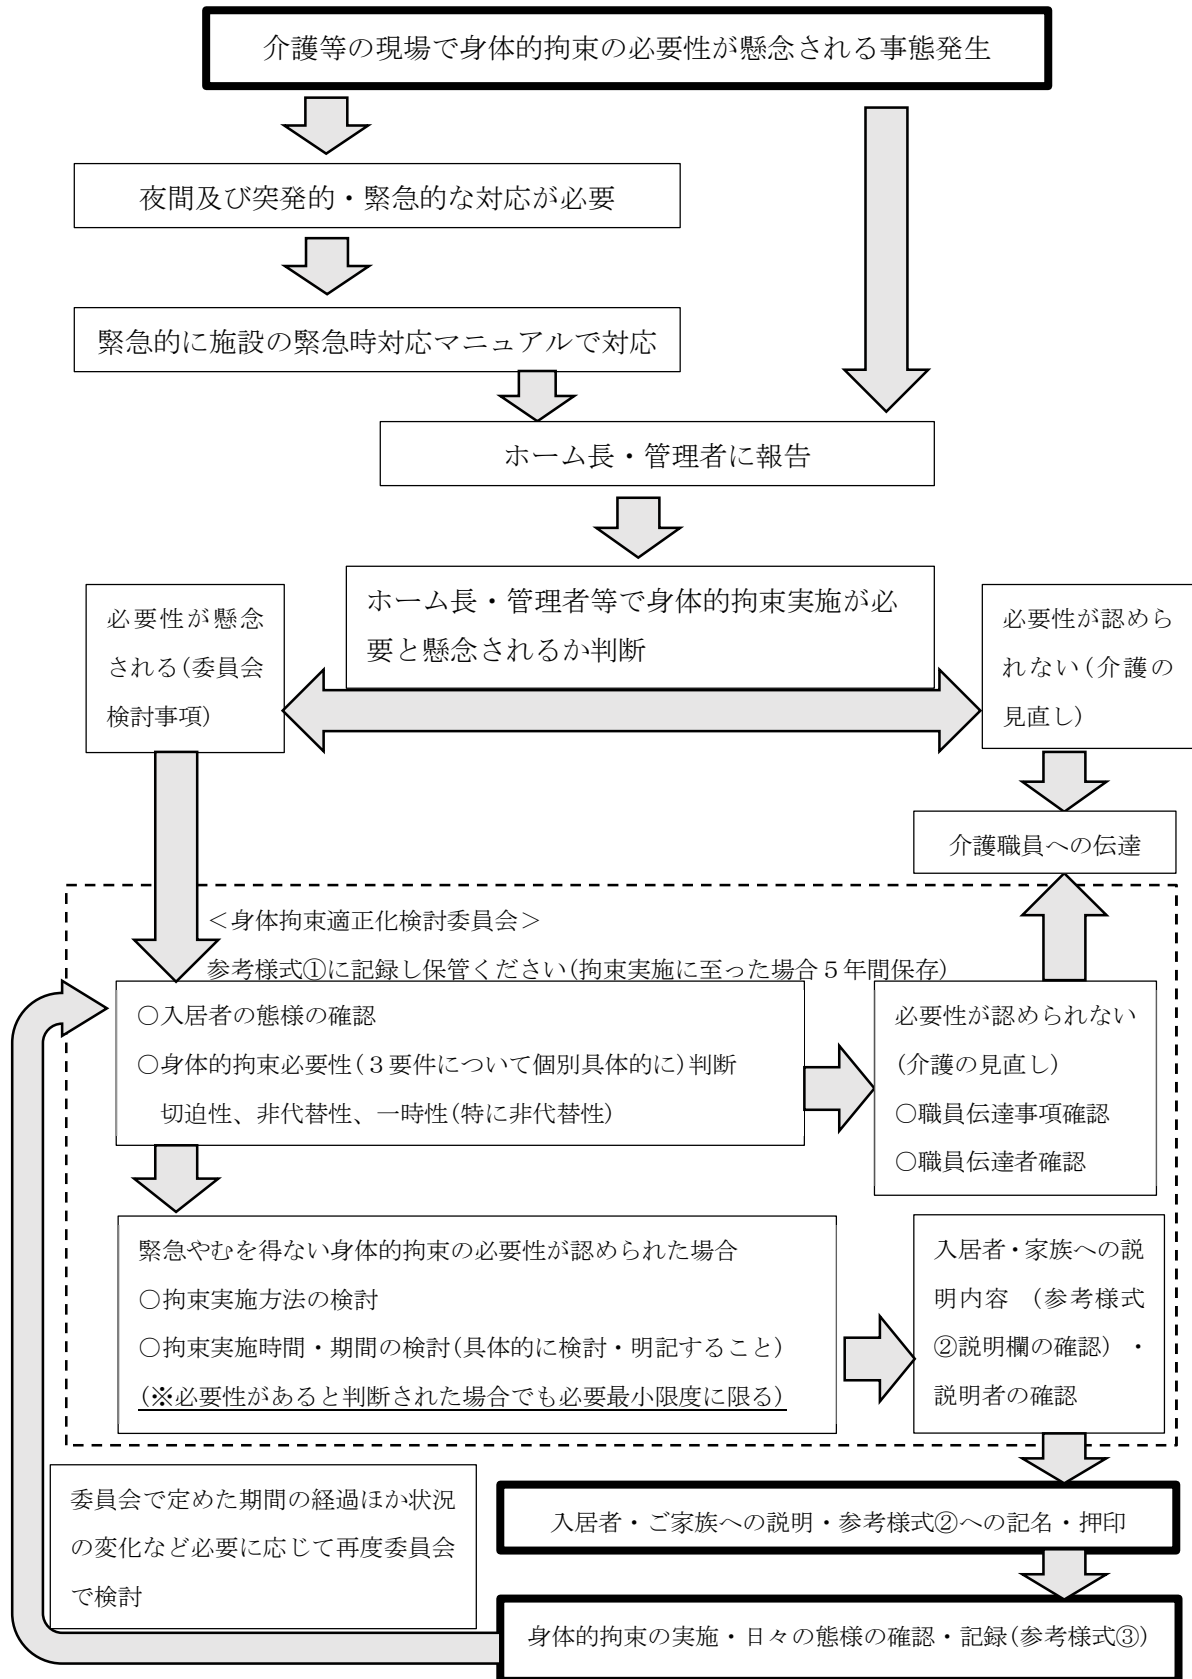 介護等の現場で身体的拘束の必要性が懸念される事態発生
夜間及び突発的・緊急的な対応が必要
緊急的に施設の緊急時対応マニュアルで対応
ホーム長・管理者に報告
ホーム長・管理者等で身体的拘束実施が必
要と懸念されるか判断
必要性が懸念
される(委員会
検討事項)
必要性が認めら
れない(介護の
見直し)
介護職員への伝達
＜身体拘束適正化検討委員会＞
参考様式①に記録し保管ください(拘束実施に至った場合５年間保存)
○入居者の態様の確認
○身体的拘束必要性(３要件について個別具体的に)判断
切迫性、非代替性、一時性(特に非代替性)
必要性が認められない
(介護の見直し)
○職員伝達事項確認
○職員伝達者確認
緊急やむを得ない身体的拘束の必要性が認められた場合
○拘束実施方法の検討
○拘束実施時間・期間の検討(具体的に検討・明記すること)
(※必要性があると判断された場合でも必要最小限度に限る)
入居者・家族への説
明内容 (参考様式
②説明欄の確認) ・
説明者の確認
委員会で定めた期間の経過ほか状況
の変化など必要に応じて再度委員会
で検討
入居者・ご家族への説明・参考様式②への記名・押印
身体的拘束の実施・日々の態様の確認・記録(参考様式③)